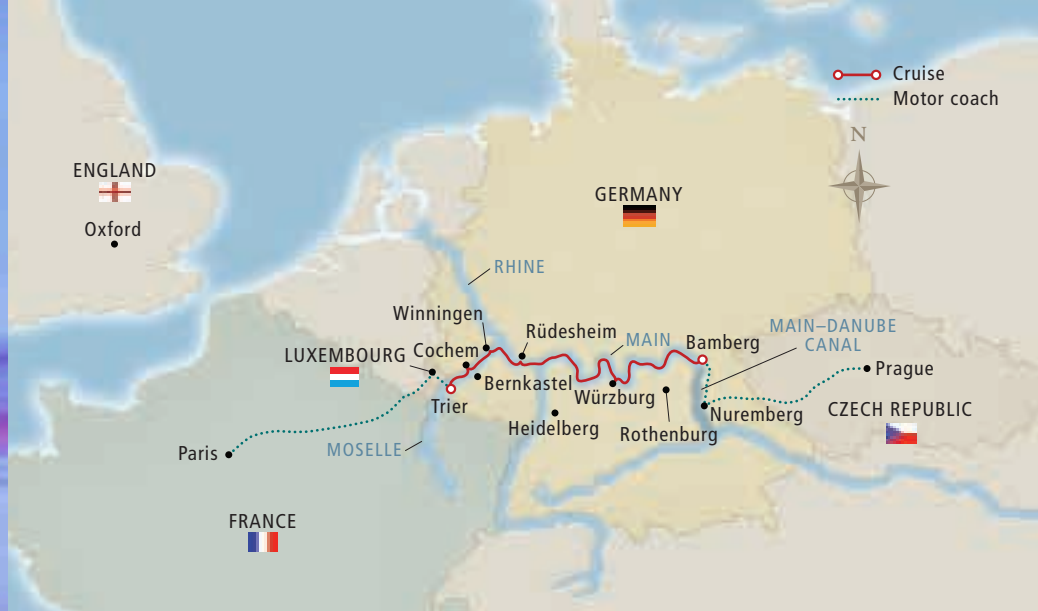 Cruise
Motor coach
N
ENGLAND
Oxford
GERMANY
RHINE
Winningen
Rüdesheim
MAIN
MAIN–DANUBE
CANAL
Bamberg
LUXEMBOURG
Cochem
Bernkastel
Würzburg
Prague
Trier
Heidelberg
Rothenburg
Nuremberg
CZECH REPUBLIC
Paris
MOSELLE
FRANCE